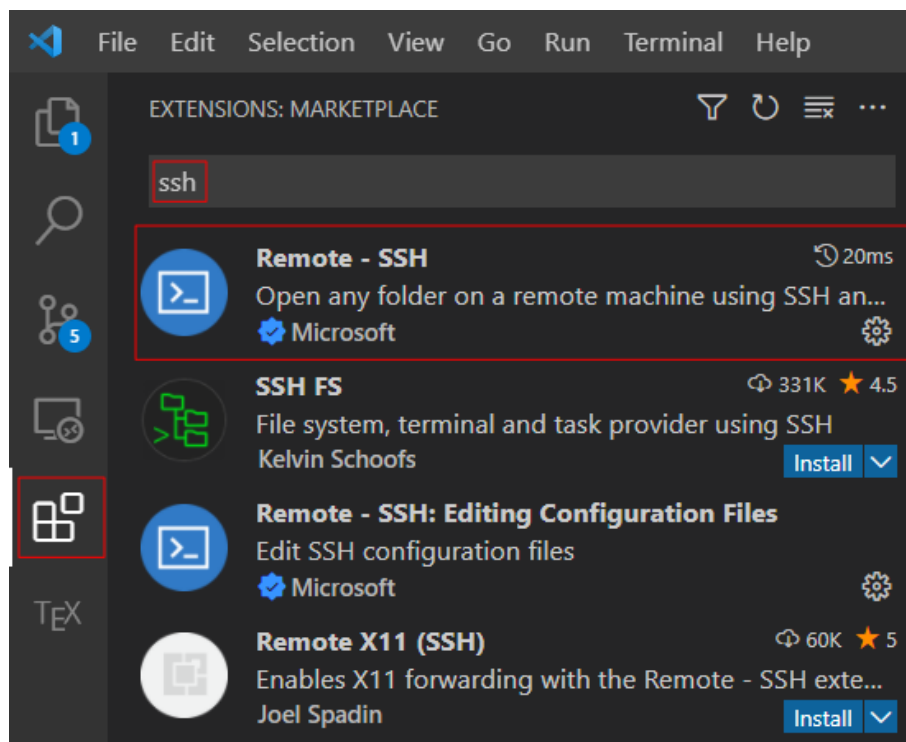 File Edit Selection View Go Run Terminal Help
EXTENSIONS: MARKETPLACE
1
ssh
Remote - SSH 20ms
Open any folder on a remote machine using SSH an...
Microsoft
5
SSH FS 331K 4.5
File system, terminal and task provider using SSH
Kelvin Schoofs Install
Remote - SSH: Editing Configuration Files
Edit SSH configuration files
Microsoft
TEX
Remote X11 (SSH) 60K 5
Enables X11 forwarding with the Remote - SSH exte...
Joel Spadin Install